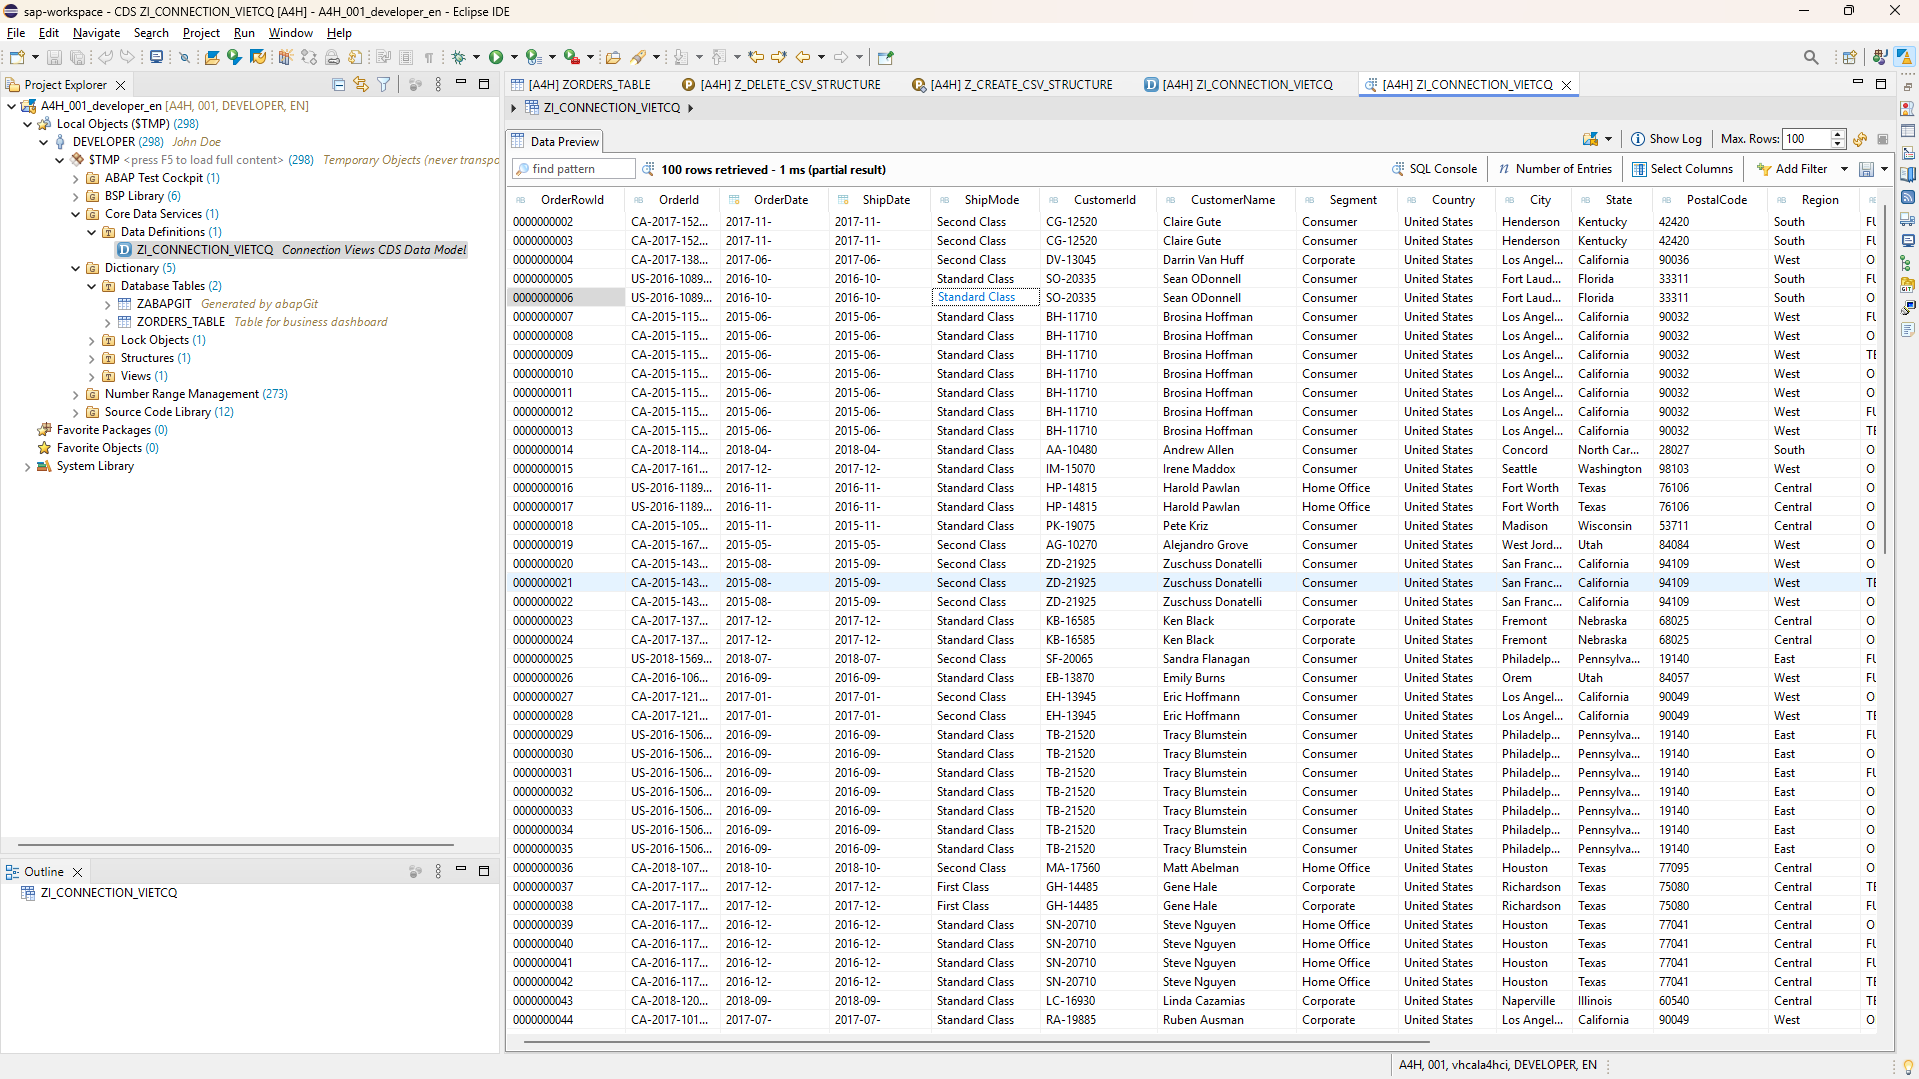 sap-workspace - CDS ZI_CONNECTION_VIETCQ [A4H] - A4H_001_developer_en - Eclipse IDE
File Edit Navigate Search Project Run Window Help
Project Explorer
A4H_001_developer_en [A4H, 001, DEVELOPER, EN]
Local Objects ($TMP) (298)
DEVELOPER (298) John Doe
$TMP <press F5 to load full content> (298) Temporary Objects (never transpo
ABAP Test Cockpit (1)
BSP Library (6)
Core Data Services (1)
Data Definitions (1)
ZI_CONNECTION_VIETCQ Connection Views CDS Data Model
Dictionary (5)
Database Tables (2)
ZABAPGIT Generated by abapGit
ZORDERS_TABLE Table for business dashboard
Lock Objects (1)
Structures (1)
Views (1)
Number Range Management (273)
Source Code Library (12)
Favorite Packages (0)
Favorite Objects (0)
System Library
Outline
ZI_CONNECTION_VIETCQ
[A4H] ZORDERS_TABLE [A4H] Z_DELETE_CSV_STRUCTURE [A4H] Z_CREATE_CSV_STRUCTURE [A4H] ZI_CONNECTION_VIETCQ [A4H] ZI_CONNECTION_VIETCQ
ZI_CONNECTION_VIETCQ
Data Preview Show Log Max. Rows: 100
find pattern 100 rows retrieved - 1 ms (partial result) SQL Console Number of Entries Select Columns Add Filter
OrderRowId OrderId OrderDate ShipDate ShipMode CustomerId CustomerName Segment Country City State PostalCode Region
0000000002 CA-2017-152... 2017-11- 2017-11- Second Class CG-12520 Claire Gute Consumer United States Henderson Kentucky 42420 South FU
0000000003 CA-2017-152... 2017-11- 2017-11- Second Class CG-12520 Claire Gute Consumer United States Henderson Kentucky 42420 South FU
0000000004 CA-2017-138... 2017-06- 2017-06- Second Class DV-13045 Darrin Van Huff Corporate United States Los Angel... California 90036 West O
0000000005 US-2016-1089... 2016-10- 2016-10- Standard Class SO-20335 Sean ODonnell Consumer United States Fort Laud... Florida 33311 South FU
0000000006 US-2016-1089... 2016-10- 2016-10- Standard Class SO-20335 Sean ODonnell Consumer United States Fort Laud... Florida 33311 South O
0000000007 CA-2015-115... 2015-06- 2015-06- Standard Class BH-11710 Brosina Hoffman Consumer United States Los Angel... California 90032 West FU
0000000008 CA-2015-115... 2015-06- 2015-06- Standard Class BH-11710 Brosina Hoffman Consumer United States Los Angel... California 90032 West O
0000000009 CA-2015-115... 2015-06- 2015-06- Standard Class BH-11710 Brosina Hoffman Consumer United States Los Angel... California 90032 West TE
0000000010 CA-2015-115... 2015-06- 2015-06- Standard Class BH-11710 Brosina Hoffman Consumer United States Los Angel... California 90032 West O
0000000011 CA-2015-115... 2015-06- 2015-06- Standard Class BH-11710 Brosina Hoffman Consumer United States Los Angel... California 90032 West O
0000000012 CA-2015-115... 2015-06- 2015-06- Standard Class BH-11710 Brosina Hoffman Consumer United States Los Angel... California 90032 West FU
0000000013 CA-2015-115... 2015-06- 2015-06- Standard Class BH-11710 Brosina Hoffman Consumer United States Los Angel... California 90032 West TE
0000000014 CA-2018-114... 2018-04- 2018-04- Standard Class AA-10480 Andrew Allen Consumer United States Concord North Car... 28027 South O
0000000015 CA-2017-161... 2017-12- 2017-12- Standard Class IM-15070 Irene Maddox Consumer United States Seattle Washington 98103 West O
0000000016 US-2016-1189... 2016-11- 2016-11- Standard Class HP-14815 Harold Pawlan Home Office United States Fort Worth Texas 76106 Central O
0000000017 US-2016-1189... 2016-11- 2016-11- Standard Class HP-14815 Harold Pawlan Home Office United States Fort Worth Texas 76106 Central O
0000000018 CA-2015-105... 2015-11- 2015-11- Standard Class PK-19075 Pete Kriz Consumer United States Madison Wisconsin 53711 Central O
0000000019 CA-2015-167... 2015-05- 2015-05- Second Class AG-10270 Alejandro Grove Consumer United States West Jord... Utah 84084 West O
0000000020 CA-2015-143... 2015-08- 2015-09- Second Class ZD-21925 Zuschuss Donatelli Consumer United States San Franc... California 94109 West O
0000000021 CA-2015-143... 2015-08- 2015-09- Second Class ZD-21925 Zuschuss Donatelli Consumer United States San Franc... California 94109 West TE
0000000022 CA-2015-143... 2015-08- 2015-09- Second Class ZD-21925 Zuschuss Donatelli Consumer United States San Franc... California 94109 West O
0000000023 CA-2017-137... 2017-12- 2017-12- Standard Class KB-16585 Ken Black Corporate United States Fremont Nebraska 68025 Central O
0000000024 CA-2017-137... 2017-12- 2017-12- Standard Class KB-16585 Ken Black Corporate United States Fremont Nebraska 68025 Central O
0000000025 US-2018-1569... 2018-07- 2018-07- Second Class SF-20065 Sandra Flanagan Consumer United States Philadelp... Pennsylva... 19140 East FU
0000000026 CA-2016-106... 2016-09- 2016-09- Standard Class EB-13870 Emily Burns Consumer United States Orem Utah 84057 West FU
0000000027 CA-2017-121... 2017-01- 2017-01- Second Class EH-13945 Eric Hoffmann Consumer United States Los Angel... California 90049 West O
0000000028 CA-2017-121... 2017-01- 2017-01- Second Class EH-13945 Eric Hoffmann Consumer United States Los Angel... California 90049 West TE
0000000029 US-2016-1506... 2016-09- 2016-09- Standard Class TB-21520 Tracy Blumstein Consumer United States Philadelp... Pennsylva... 19140 East FU
0000000030 US-2016-1506... 2016-09- 2016-09- Standard Class TB-21520 Tracy Blumstein Consumer United States Philadelp... Pennsylva... 19140 East FU
0000000031 US-2016-1506... 2016-09- 2016-09- Standard Class TB-21520 Tracy Blumstein Consumer United States Philadelp... Pennsylva... 19140 East O
0000000032 US-2016-1506... 2016-09- 2016-09- Standard Class TB-21520 Tracy Blumstein Consumer United States Philadelp... Pennsylva... 19140 East O
0000000033 US-2016-1506... 2016-09- 2016-09- Standard Class TB-21520 Tracy Blumstein Consumer United States Philadelp... Pennsylva... 19140 East O
0000000034 US-2016-1506... 2016-09- 2016-09- Standard Class TB-21520 Tracy Blumstein Consumer United States Philadelp... Pennsylva... 19140 East O
0000000035 US-2016-1506... 2016-09- 2016-09- Standard Class TB-21520 Tracy Blumstein Consumer United States Philadelp... Pennsylva... 19140 East O
0000000036 CA-2018-107... 2018-10- 2018-10- Second Class MA-17560 Matt Abelman Home Office United States Houston Texas 77095 Central O
0000000037 CA-2017-117... 2017-12- 2017-12- First Class GH-14485 Gene Hale Corporate United States Richardson Texas 75080 Central TE
0000000038 CA-2017-117... 2017-12- 2017-12- First Class GH-14485 Gene Hale Corporate United States Richardson Texas 75080 Central FU
0000000039 CA-2016-117... 2016-12- 2016-12- Standard Class SN-20710 Steve Nguyen Home Office United States Houston Texas 77041 Central O
0000000040 CA-2016-117... 2016-12- 2016-12- Standard Class SN-20710 Steve Nguyen Home Office United States Houston Texas 77041 Central FU
0000000041 CA-2016-117... 2016-12- 2016-12- Standard Class SN-20710 Steve Nguyen Home Office United States Houston Texas 77041 Central FU
0000000042 CA-2016-117... 2016-12- 2016-12- Standard Class SN-20710 Steve Nguyen Home Office United States Houston Texas 77041 Central TE
0000000043 CA-2018-120... 2018-09- 2018-09- Standard Class LC-16930 Linda Cazamias Corporate United States Naperville Illinois 60540 Central TE
0000000044 CA-2017-101... 2017-07- 2017-07- Standard Class RA-19885 Ruben Ausman Corporate United States Los Angel... California 90049 West O
A4H, 001, vhcala4hci, DEVELOPER, EN